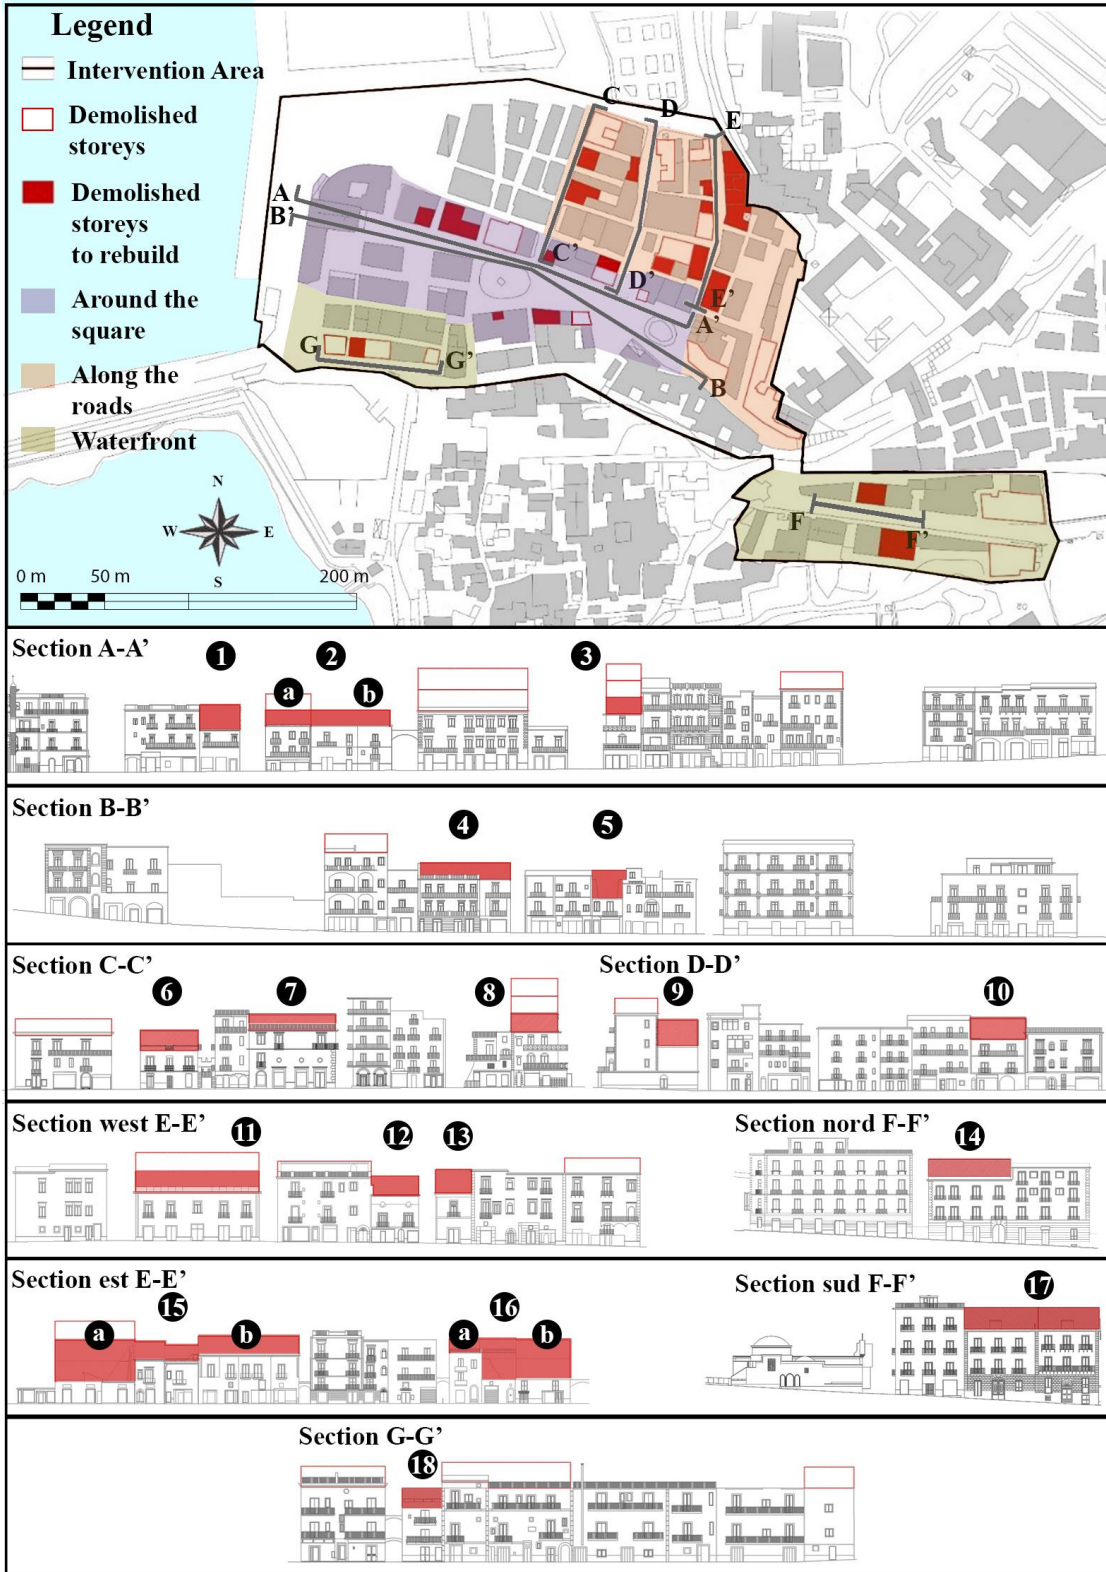 Legend
Intervention Area
Demolished
storeys
Demolished
storeys
to rebuild
Around the
square
Along the
roads
Waterfront
A
B'
C
D
E
C'
D'
E'
A'
B
G
G'
F
F'
N
W
E
S
0 m
50 m
200 m
Section A-A'
1
2
3
a
b
Section B-B'
4
5
Section C-C'
Section D-D'
6
7
8
9
10
Section west E-E'
Section nord F-F'
11
12
13
14
Section est E-E'
Section sud F-F'
15
16
17
a
b
a
b
Section G-G'
18